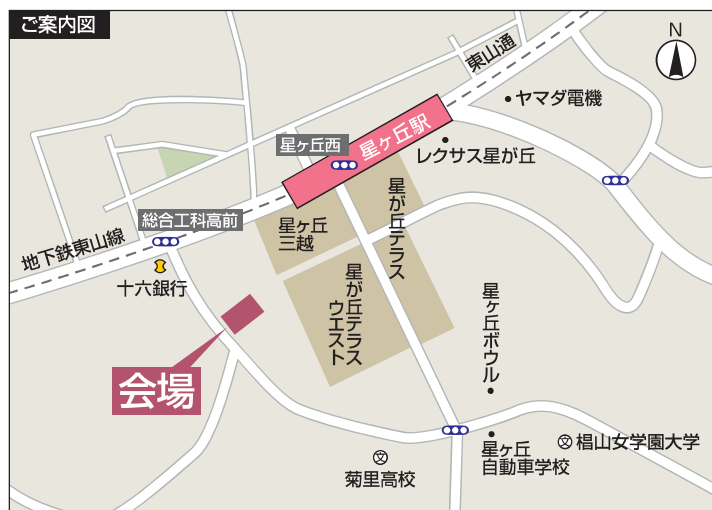 ご案内図
N
東山通
ヤマダ電機
星ヶ丘駅
星ヶ丘西
レクサス星が丘
総合工科高前
地下鉄東山線
星ヶ丘
三越
星が丘テラス
十六銀行
星が丘テラス
ウエスト
星ヶ丘ボウル
会場
星ヶ丘
自動車学校
文
椙山女学園大学
文
菊里高校